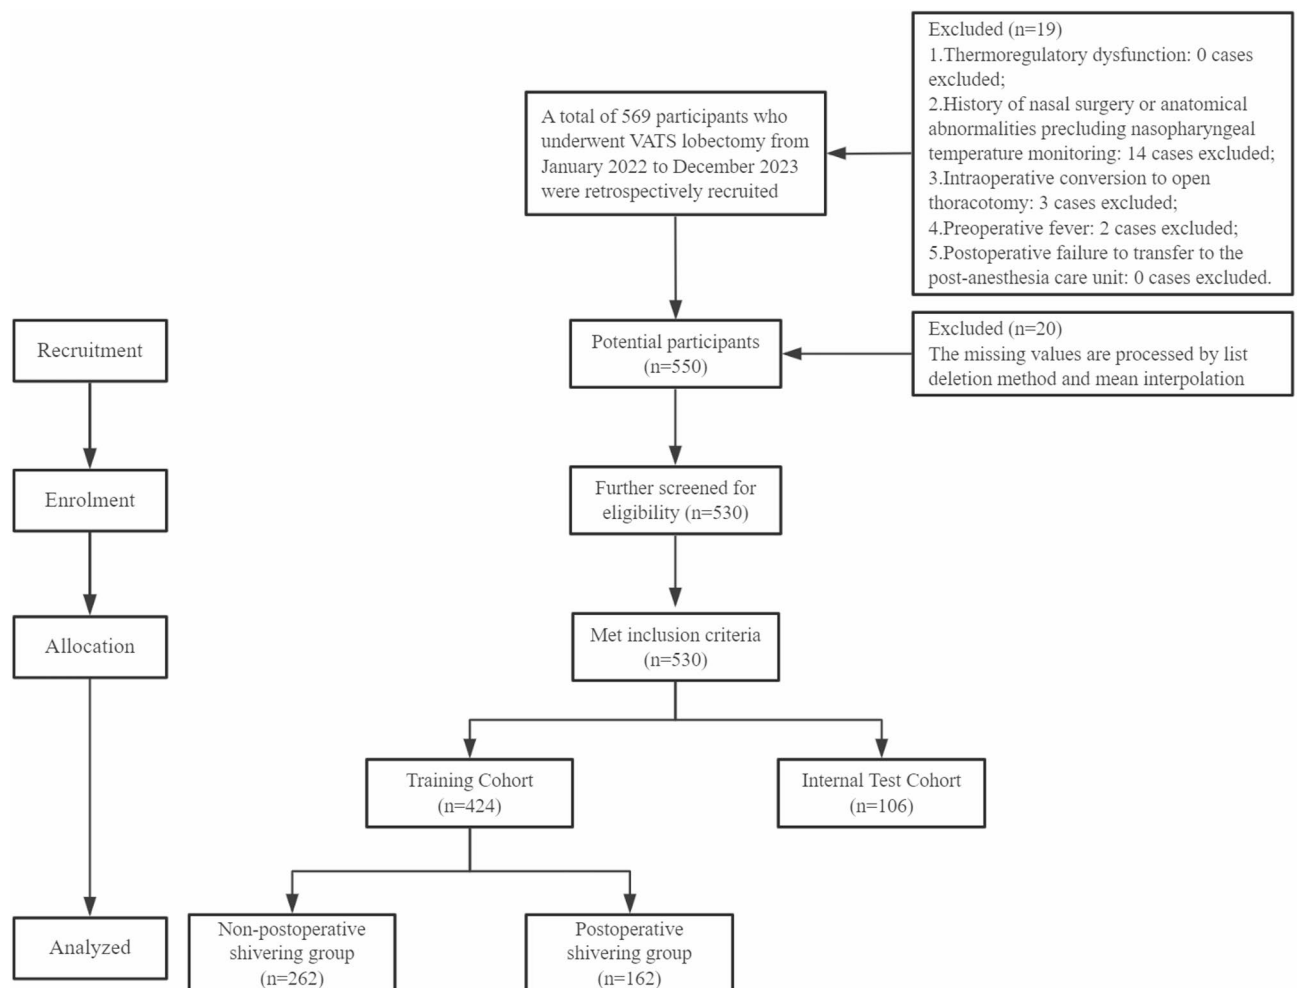 Excluded (n=19)
1.Thermoregulatory dysfunction: 0 cases
excluded;
2.History of nasal surgery or anatomical
abnormalities precluding nasopharyngeal
temperature monitoring: 14 cases excluded;
3.Intraoperative conversion to open
thoracotomy: 3 cases excluded;
4.Preoperative fever: 2 cases excluded;
5.Postoperative failure to transfer to the
post-anesthesia care unit: 0 cases excluded.
A total of 569 participants who
underwent VATS lobectomy from
January 2022 to December 2023
were retrospectively recruited
Recruitment
Potential participants
(n=550)
Excluded (n=20)
The missing values are processed by list
deletion method and mean interpolation
Enrolment
Further screened for
eligibility (n=530)
Allocation
Met inclusion criteria
(n=530)
Training Cohort
(n=424)
Internal Test Cohort
(n=106)
Analyzed
Non-postoperative
shivering group
(n=262)
Postoperative
shivering group
(n=162)